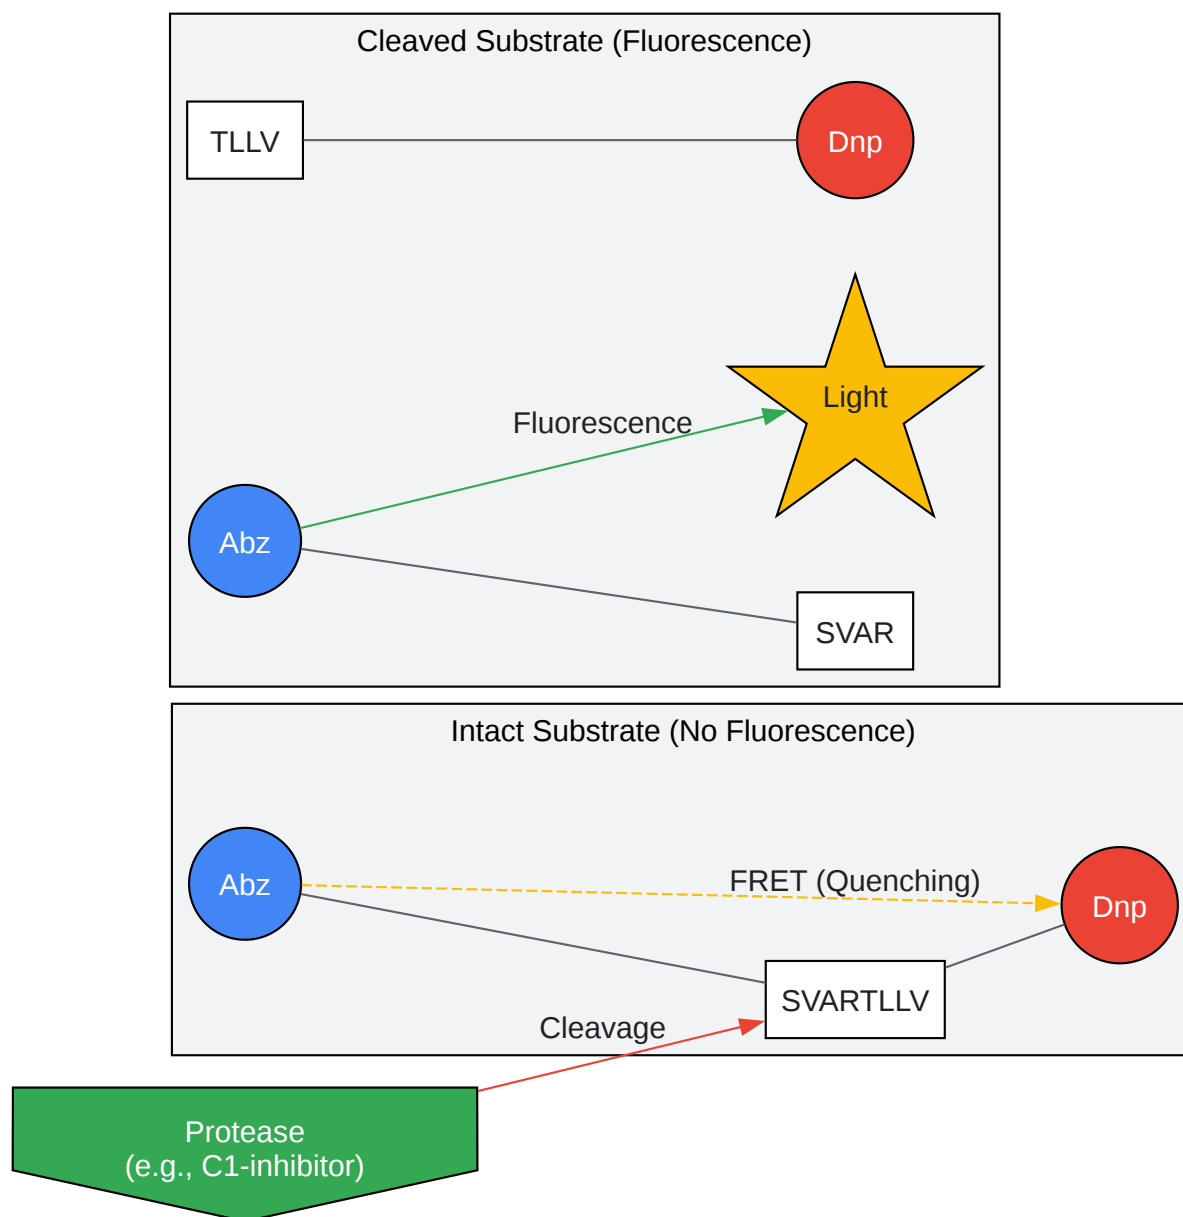 Cleaved Substrate (Fluorescence)
TLLV
Dnp
Light
Fluorescence
Abz
SVAR
Intact Substrate (No Fluorescence)
Abz
FRET (Quenching)
Dnp
SVARTLLV
Cleavage
Protease
(e.g., C1-inhibitor)